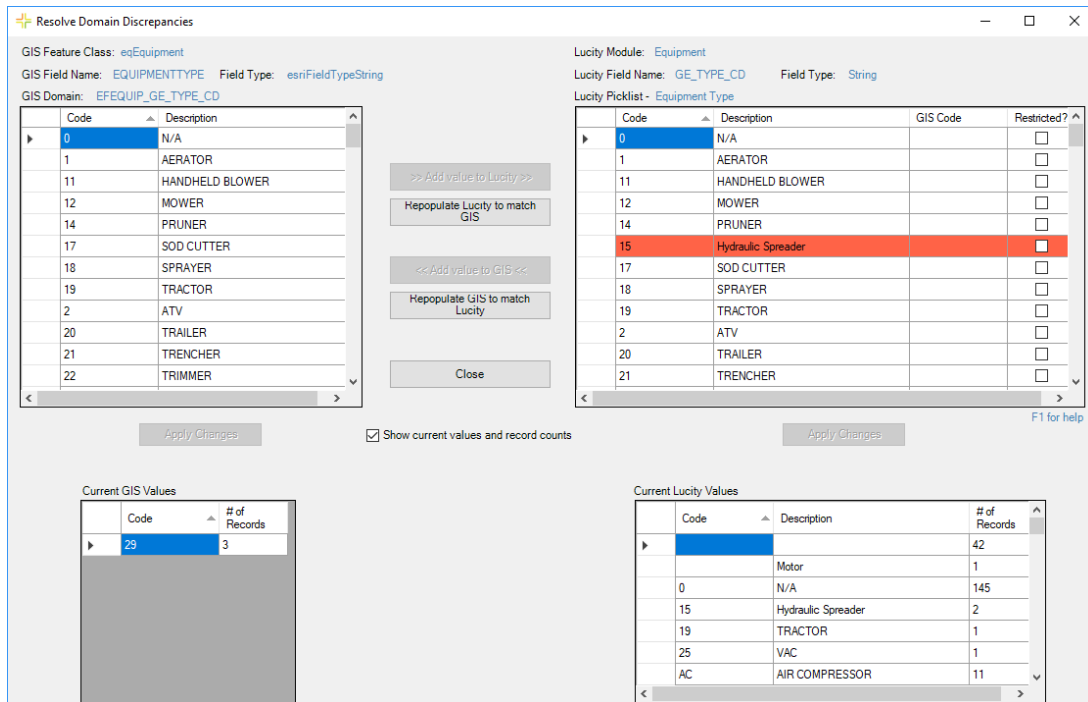 Resolve Domain Discrepancies
GIS Feature Class: eqEquipment
GIS Field Name: EQUIPMENTTYPE Field Type: esriFieldTypeString
GIS Domain: EFEQUIP_GE_TYPE_CD
Code Description
0 N/A
1 AERATOR
11 HANDHELD BLOWER
12 MOWER
14 PRUNER
17 SOD CUTTER
18 SPRAYER
19 TRACTOR
2 ATV
20 TRAILER
21 TRENCHER
22 TRIMMER
Apply Changes
>> Add value to Lucity >>
Repopulate Lucity to match
GIS
<< Add value to GIS <<
Repopulate GIS to match
Lucity
Close
Show current values and record counts
Lucity Module: Equipment
Lucity Field Name: GE_TYPE_CD Field Type: String
Lucity Picklist - Equipment Type
Code Description GIS Code Restricted?
0 N/A
1 AERATOR
11 HANDHELD BLOWER
12 MOWER
14 PRUNER
15 Hydraulic Spreader
17 SOD CUTTER
18 SPRAYER
19 TRACTOR
2 ATV
20 TRAILER
21 TRENCHER
F1 for help
Apply Changes
Current GIS Values
Code # of
Records
29 3
Current Lucity Values
Code Description # of
Records
42
Motor 1
0 N/A 145
15 Hydraulic Spreader 2
19 TRACTOR 1
25 VAC 1
AC AIR COMPRESSOR 11